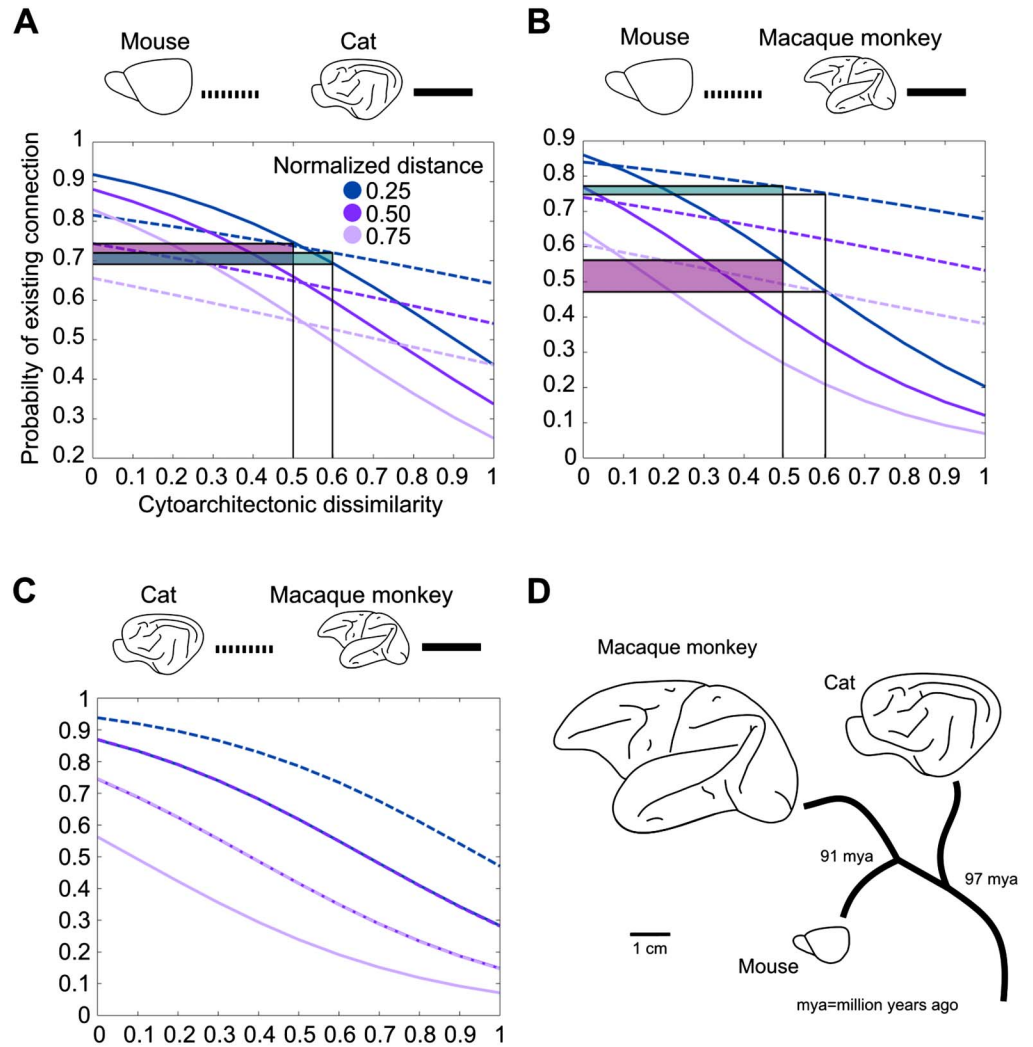 A
Mouse
Cat
Normalized distance
0.25
0.50
0.75
Probabilty of existing connection
1
0.9
0.8
0.7
0.6
0.5
0.4
0.3
0.2
0 0.1 0.2 0.3 0.4 0.5 0.6 0.7 0.8 0.9 1
Cytoarchitectonic dissimilarity
B
Mouse
Macaque monkey
0.9
0.8
0.7
0.6
0.5
0.4
0.3
0.2
0.1
0
0 0.1 0.2 0.3 0.4 0.5 0.6 0.7 0.8 0.9 1
C
Cat
Macaque monkey
1
0.9
0.8
0.7
0.6
0.5
0.4
0.3
0.2
0.1
0
0 0.1 0.2 0.3 0.4 0.5 0.6 0.7 0.8 0.9 1
D
Macaque monkey
Cat
91 mya
97 mya
1 cm
Mouse
mya=million years ago